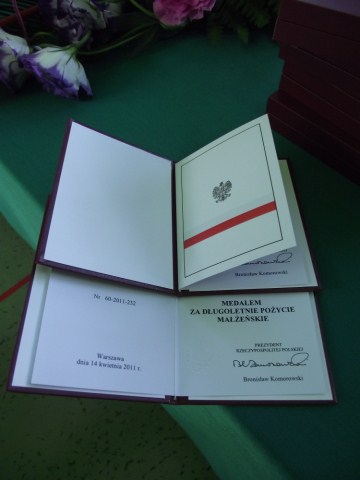 Bronisław Komorowski
Nr 60-2011-252
Warszawa
dnia 14 kwietnia 2011 r.
MEDALEM
ZA DŁUGOLETNIE POŻYCIE
MAŁŻEŃSKIE
PREZYDENT
RZECZYPOSPOLITEJ POLSKIEJ
Bronisław Komorowski